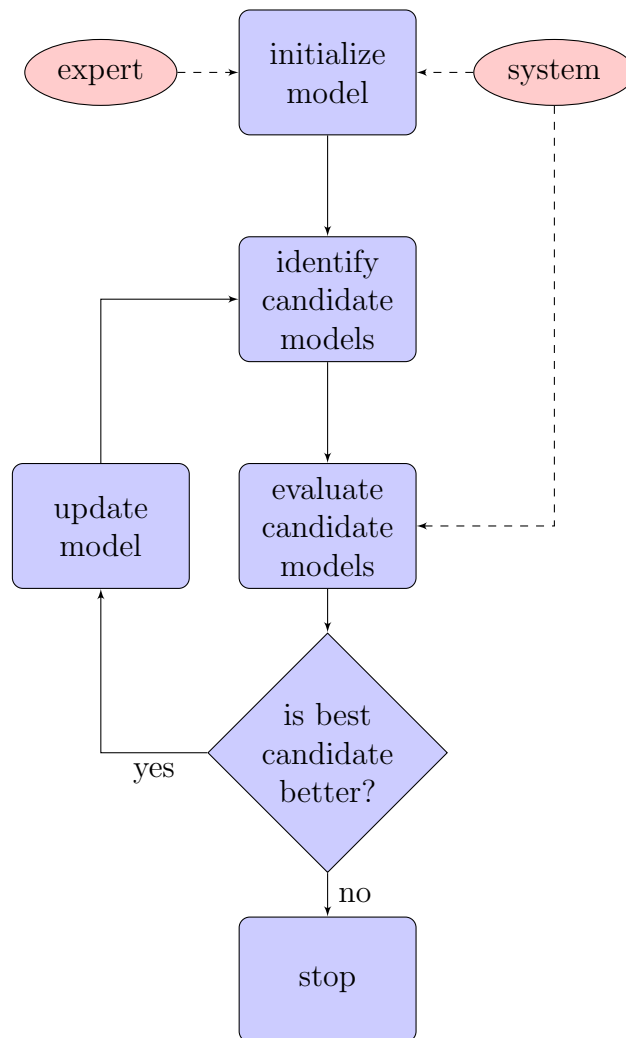 expert
initialize
model
system
identify
candidate
models
update
model
evaluate
candidate
models
is best
candidate
better?
yes
no
stop